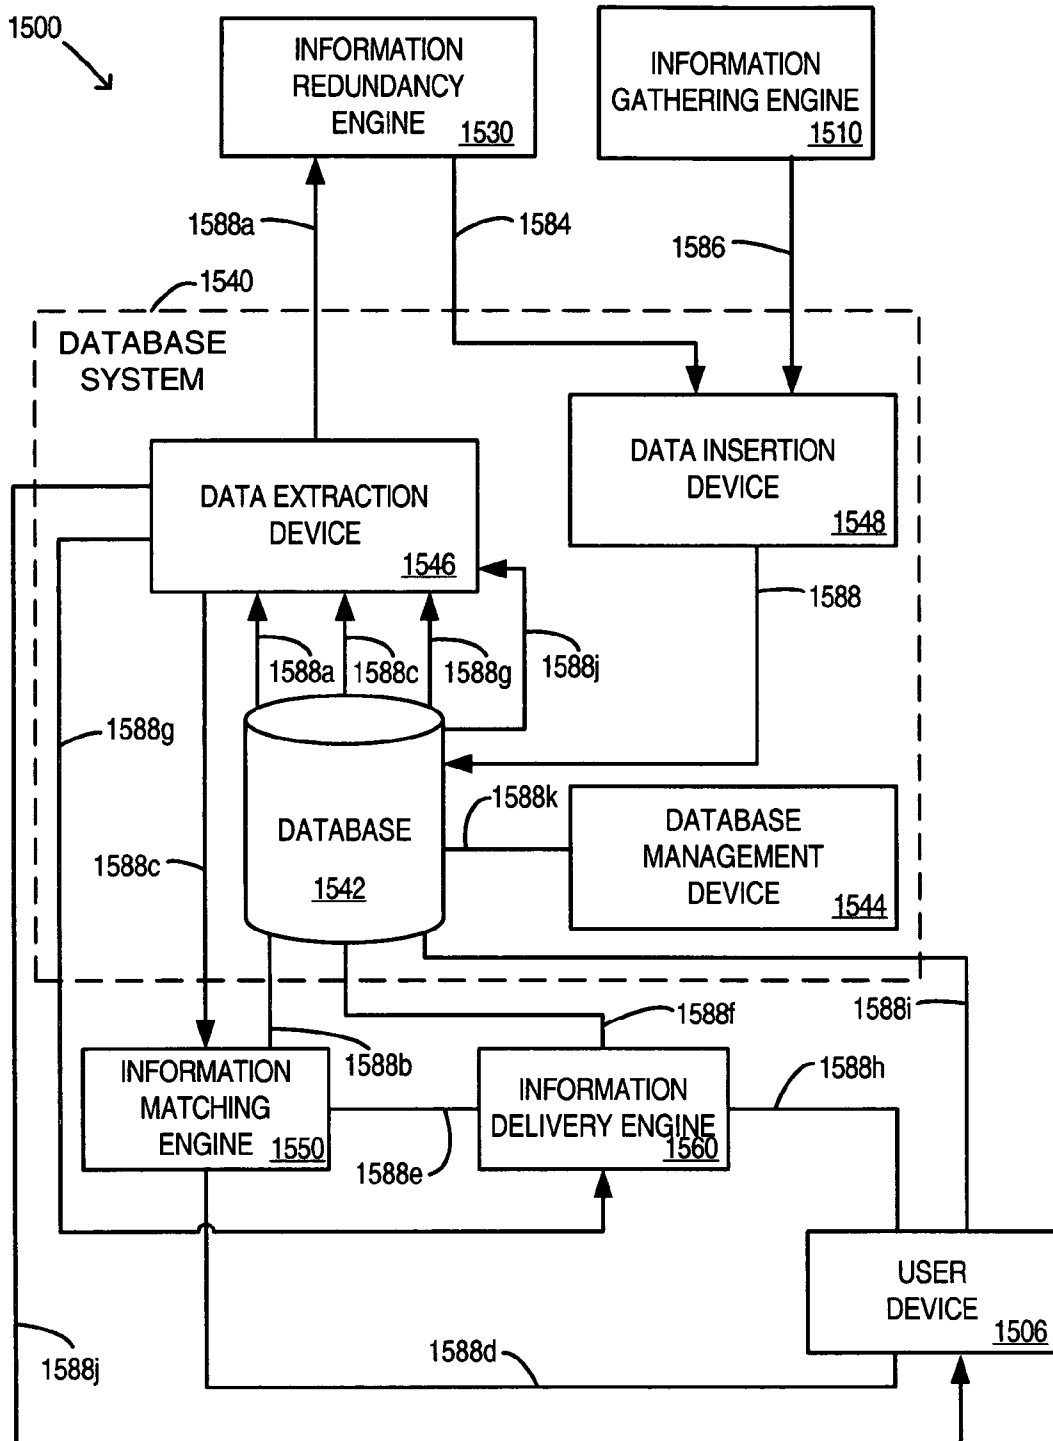 1500
INFORMATION
REDUNDANCY
ENGINE
1530
INFORMATION
GATHERING ENGINE
1510
1588a
1584
1586
1540
DATABASE
SYSTEM
DATA EXTRACTION
DEVICE
1546
DATA INSERTION
DEVICE
1548
1588
1588a
1588c
1588g
1588j
1588g
1588k
DATABASE
1542
DATABASE
MANAGEMENT
DEVICE
1544
1588c
1588f
1588i
1588b
1588h
INFORMATION
MATCHING
ENGINE
1550
1588e
INFORMATION
DELIVERY ENGINE
1560
USER
DEVICE
1506
1588j
1588d